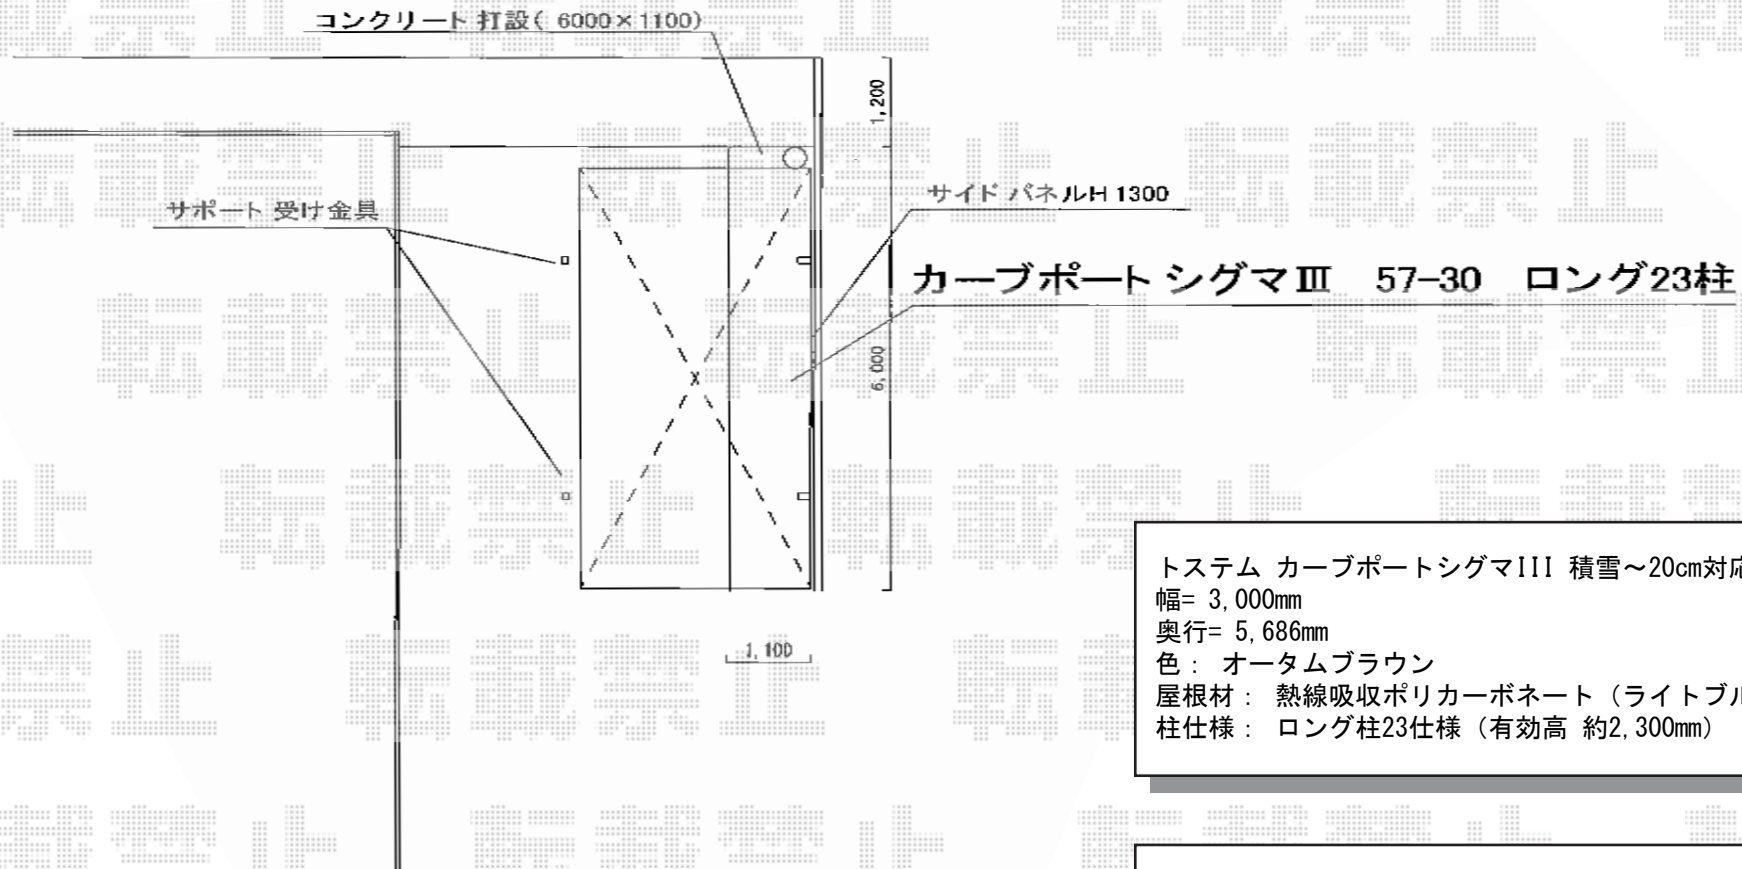 コンクリート 打設( 6000×1100)
1,200
サポート 受け金具
サイド パネルH 1300
カーブポート シグマⅢ 57-30 ロング23柱
6,000
1,100
トステム カーブポートシグマIII 積雪～20cm対応
幅= 3,000mm
奥行= 5,686mm
色： オータムブラウン
屋根材： 熱線吸収ポリカーボネート（ライトブル
柱仕様： ロング柱23仕様（有効高 約2,300mm）
転載禁止